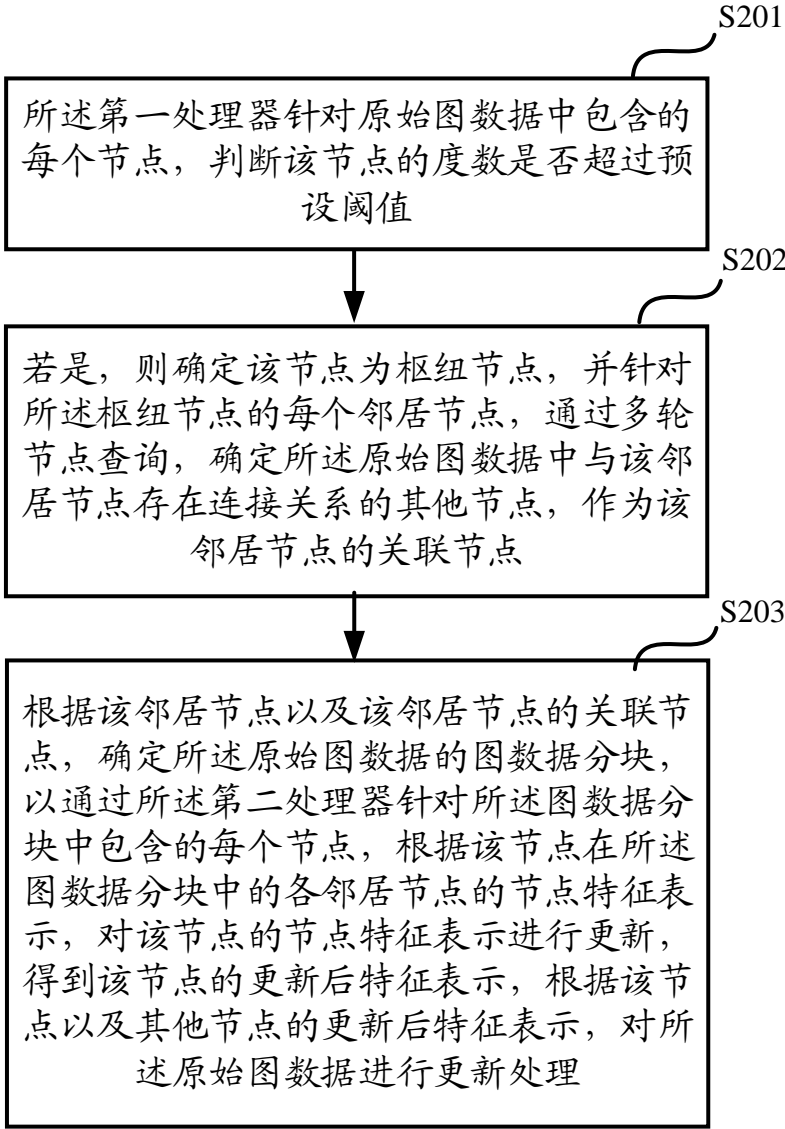 S201
所述第一处理器针对原始图数据中包含的
每个节点，判断该节点的度数是否超过预
设阈值
S202
若是，则确定该节点为枢纽节点，并针对
所述枢纽节点的每个邻居节点，通过多轮
节点查询，确定所述原始图数据中与该邻
居节点存在连接关系的其他节点，作为该
邻居节点的关联节点
S203
根据该邻居节点以及该邻居节点的关联节
点，确定所述原始图数据的图数据分块，
以通过所述第二处理器针对所述图数据分
块中包含的每个节点，根据该节点在所述
图数据分块中的各邻居节点的节点特征表
示，对该节点的节点特征表示进行更新，
得到该节点的更新后特征表示，根据该节
点以及其他节点的更新后特征表示，对所
述原始图数据进行更新处理